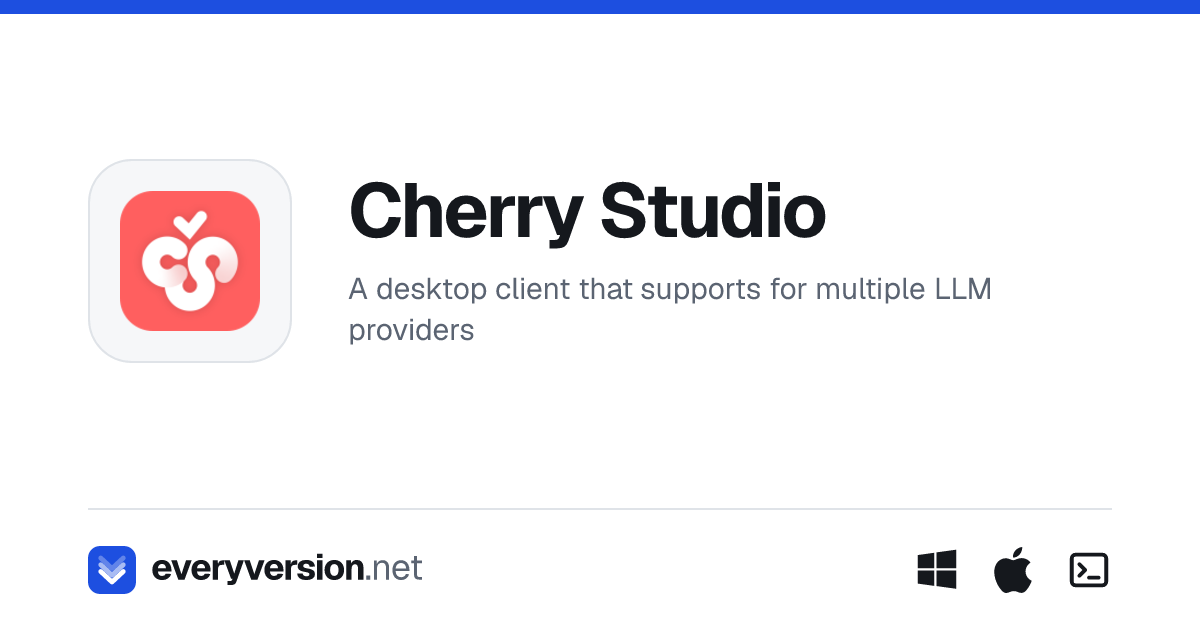 Cherry Studio
A desktop client that supports for multiple LLM
providers
everyversion.net